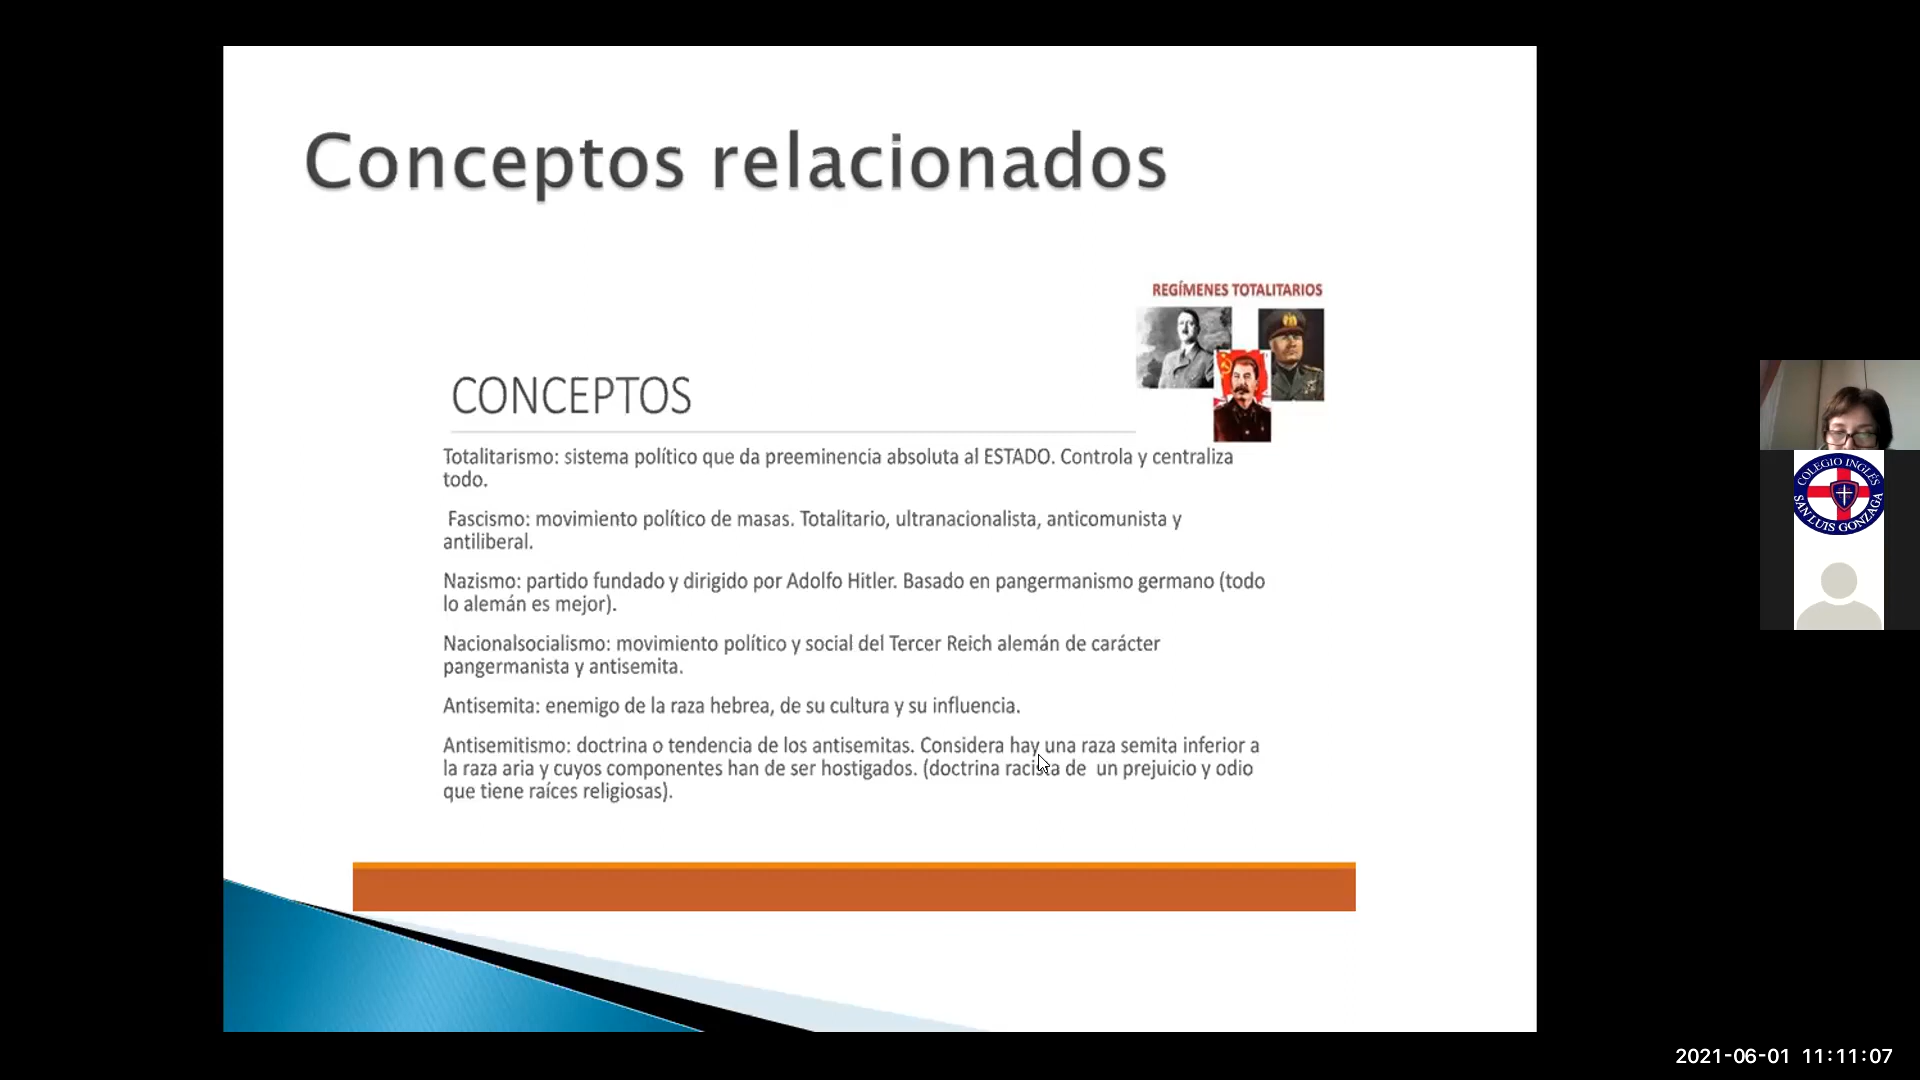 Conceptos relacionados
REGÍMENES TOTALITARIOS
CONCEPTOS
Totalitarismo: sistema político que da preeminencia absoluta al ESTADO. Controla y centraliza
todo.
Fascismo: movimiento político de masas. Totalitario, ultranacionalista, anticomunista y
antiliberal.
Nazismo: partido fundado y dirigido por Adolfo Hitler. Basado en pangermanismo germano (todo
lo alemán es mejor).
Nacionalsocialismo: movimiento político y social del Tercer Reich alemán de carácter
pangermanista y antisemita.
Antisemita: enemigo de la raza hebrea, de su cultura y su influencia.
Antisemitismo: doctrina o tendencia de los antisemitas. Considera hay una raza semita inferior a
la raza aria y cuyos componentes han de ser hostigados. (doctrina racista de un prejuicio y odio
que tiene raíces religiosas).
COLEGIO INGLÉS
SAN LUIS GONZAGA
2021-06-01 11:11:07